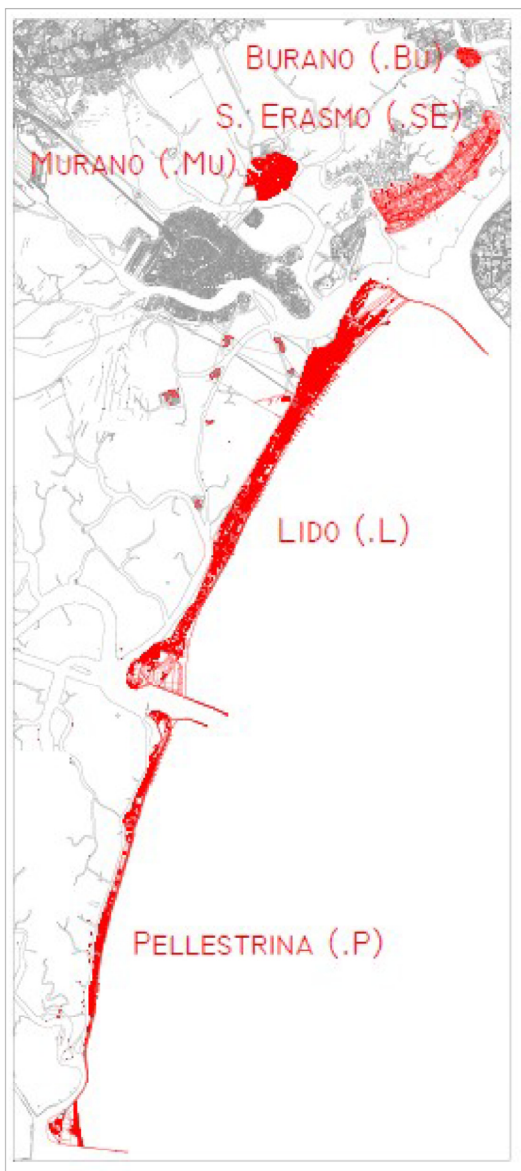 BURANO (.BU)
S. ERASMO (.SE)
MURANO (.MU)
LIDO (.L)
PELLESTRINA (.P)